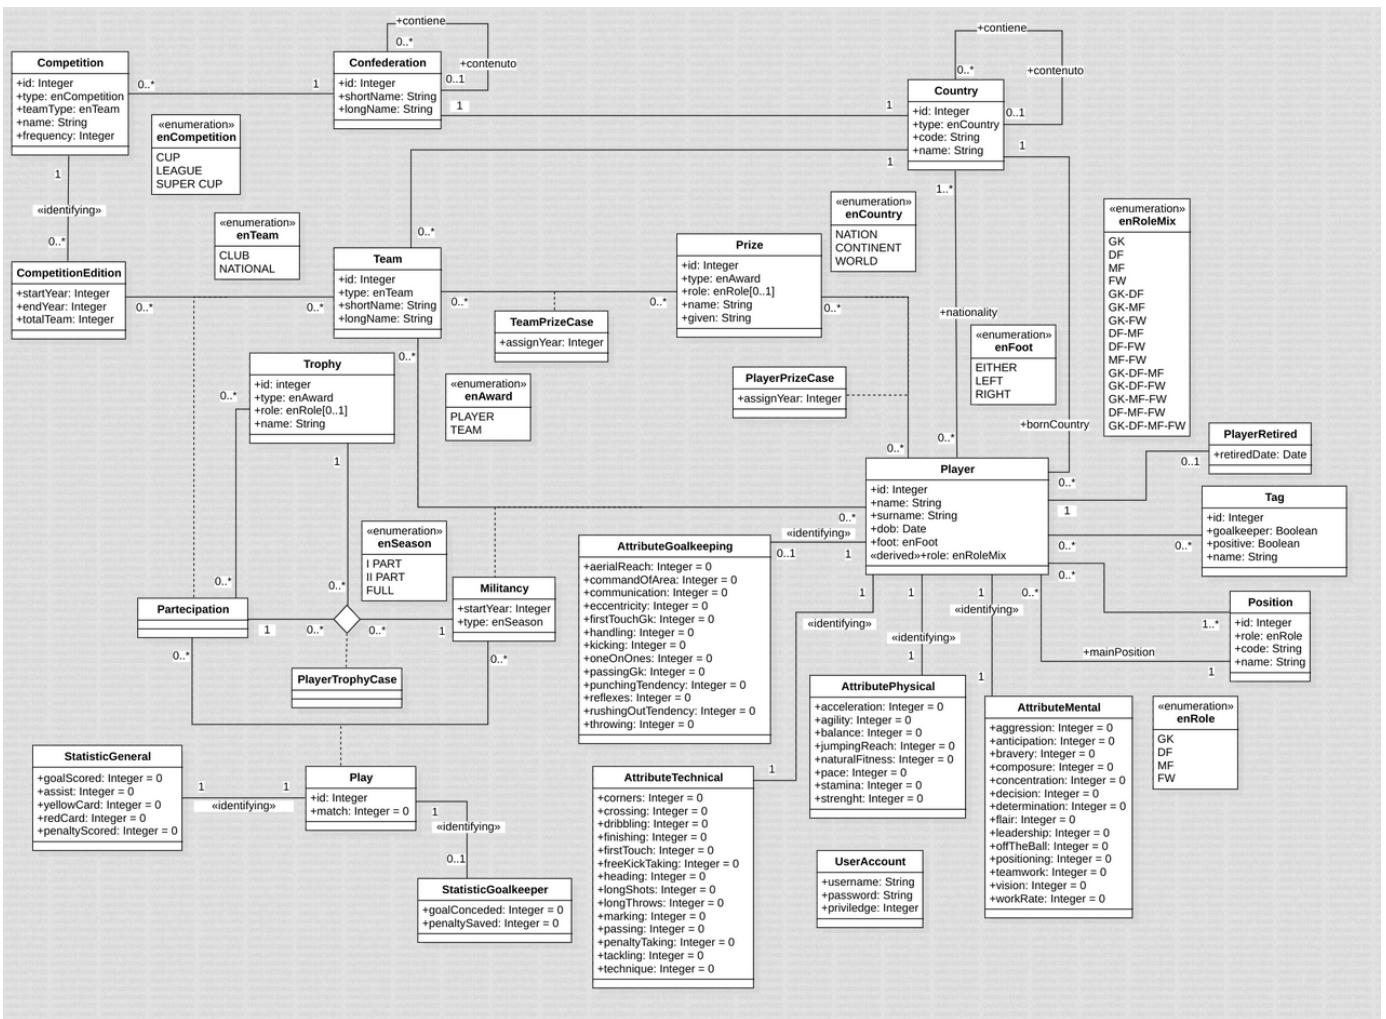 +contiene
0..*
+contenuto
0..1
Competition
+id: Integer
+type: enCompetition
+teamType: enTeam
+name: String
+frequency: Integer
0..*
1
Confederation
+id: Integer
+shortName: String
+longName: String
1
1
+contiene
0..*
+contenuto
0..1
Country
+id: Integer
+type: enCountry
+code: String
+name: String
1
1
«enumeration»
enCompetition
CUP
LEAGUE
SUPER CUP
1
«identifying»
0..*
CompetitionEdition
+startYear: Integer
+endYear: Integer
+totalTeam: Integer
0..*
0..*
«enumeration»
enTeam
CLUB
NATIONAL
0..*
Team
+id: Integer
+type: enTeam
+shortName: String
+longName: String
0..*
0..*
0..*
TeamPrizeCase
+assignYear: Integer
Prize
+id: Integer
+type: enAward
+role: enRole[0..1]
+name: String
+given: String
0..*
«enumeration»
enCountry
NATION
CONTINENT
WORLD
1..*
+nationality
0..*
«enumeration»
enFoot
EITHER
LEFT
RIGHT
«enumeration»
enRoleMix
GK
DF
MF
FW
GK-DF
GK-MF
GK-FW
DF-MF
DF-FW
MF-FW
GK-DF-MF
GK-DF-FW
GK-MF-FW
DF-MF-FW
GK-DF-MF-FW
+bornCountry
0..*
PlayerPrizeCase
+assignYear: Integer
0..*
Trophy
+id: integer
+type: enAward
+role: enRole[0..1]
+name: String
0..*
1
«enumeration»
enAward
PLAYER
TEAM
PlayerRetired
+retiredDate: Date
0..1
1
Player
+id: Integer
+name: String
+surname: String
+dob: Date
+foot: enFoot
«derived»+role: enRoleMix
0..*
Tag
+id: Integer
+goalkeeper: Boolean
+positive: Boolean
+name: String
0..*
0..*
Position
+id: Integer
+role: enRole
+code: String
+name: String
0..*
1..*
0..*
+mainPosition
1
«enumeration»
enRole
GK
DF
MF
FW
«enumeration»
enSeason
I PART
II PART
FULL
0..*
0..*
Partecipation
1
0..*
0..*
1
Militancy
+startYear: Integer
+type: enSeason
0..*
0..*
PlayerTrophyCase
AttributeGoalkeeping
+aerialReach: Integer = 0
+commandOfArea: Integer = 0
+communication: Integer = 0
+eccentricity: Integer = 0
+firstTouchGk: Integer = 0
+handling: Integer = 0
+kicking: Integer = 0
+oneOnOnes: Integer = 0
+passingGk: Integer = 0
+punchingTendency: Integer = 0
+reflexes: Integer = 0
+rushingOutTendency: Integer = 0
+throwing: Integer = 0
«identifying»
0..1
1
1
«identifying»
1
1
«identifying»
1
1
«identifying»
1
AttributePhysical
+acceleration: Integer = 0
+agility: Integer = 0
+balance: Integer = 0
+jumpingReach: Integer = 0
+naturalFitness: Integer = 0
+pace: Integer = 0
+stamina: Integer = 0
+strenght: Integer = 0
AttributeMental
+aggression: Integer = 0
+anticipation: Integer = 0
+bravery: Integer = 0
+composure: Integer = 0
+concentration: Integer = 0
+decision: Integer = 0
+determination: Integer = 0
+flair: Integer = 0
+leadership: Integer = 0
+offTheBall: Integer = 0
+positioning: Integer = 0
+teamwork: Integer = 0
+vision: Integer = 0
+workRate: Integer = 0
AttributeTechnical
+corners: Integer = 0
+crossing: Integer = 0
+dribbling: Integer = 0
+finishing: Integer = 0
+firstTouch: Integer = 0
+freeKickTaking: Integer = 0
+heading: Integer = 0
+longShots: Integer = 0
+longThrows: Integer = 0
+marking: Integer = 0
+passing: Integer = 0
+penaltyTaking: Integer = 0
+tackling: Integer = 0
+technique: Integer = 0
StatisticGeneral
+goalScored: Integer = 0
+assist: Integer = 0
+yellowCard: Integer = 0
+redCard: Integer = 0
+penaltyScored: Integer = 0
1
1
«identifying»
Play
+id: Integer
+match: Integer = 0
1
«identifying»
0..1
StatisticGoalkeeper
+goalConceded: Integer = 0
+penaltySaved: Integer = 0
UserAccount
+username: String
+password: String
+priviledge: Integer